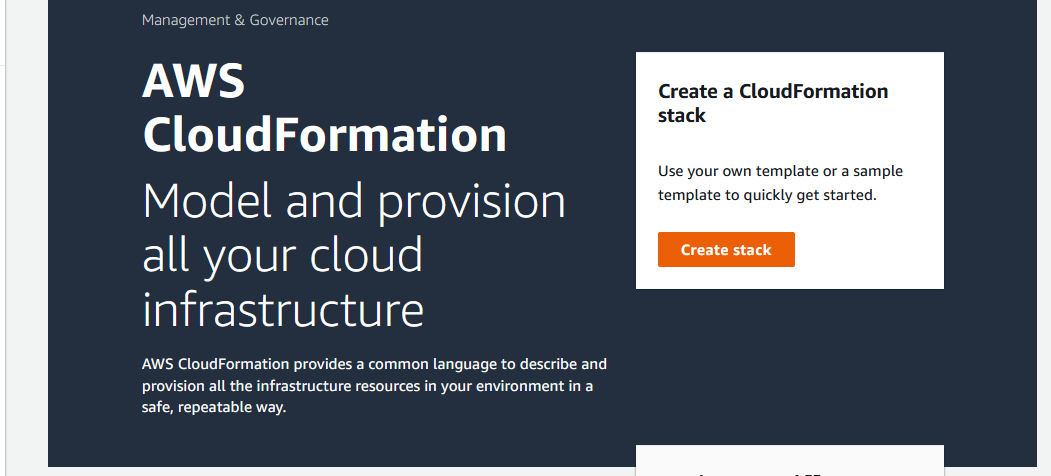 Management & Governance
AWS
CloudFormation
Model and provision
all your cloud
infrastructure
AWS CloudFormation provides a common language to describe and
provision all the infrastructure resources in your environment in a
safe, repeatable way.
Create a CloudFormation
stack
Use your own template or a sample
template to quickly get started.
Create stack